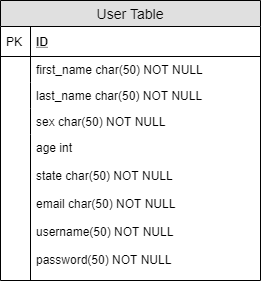 User Table
PK ID
first_name char(50) NOT NULL
last_name char(50) NOT NULL
sex char(50) NOT NULL
age int
state char(50) NOT NULL
email char(50) NOT NULL
username(50) NOT NULL
password(50) NOT NULL